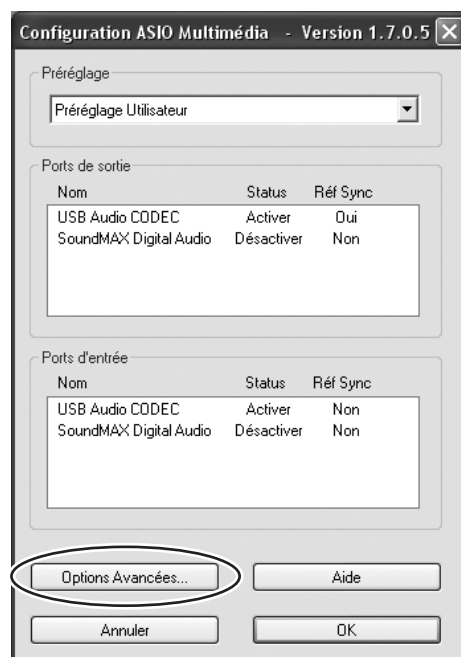 Configuration ASIO Multimédia - Version 1.7.0.5
Préréglage
Préréglage Utilisateur
Ports de sortie
Nom Status Réf Sync
USB Audio CODEC Activer Oui
SoundMAX Digital Audio Désactiver Non
Ports d'entrée
Nom Status Réf Sync
USB Audio CODEC Activer Non
SoundMAX Digital Audio Désactiver Non
Options Avancées... Aide
Annuler OK